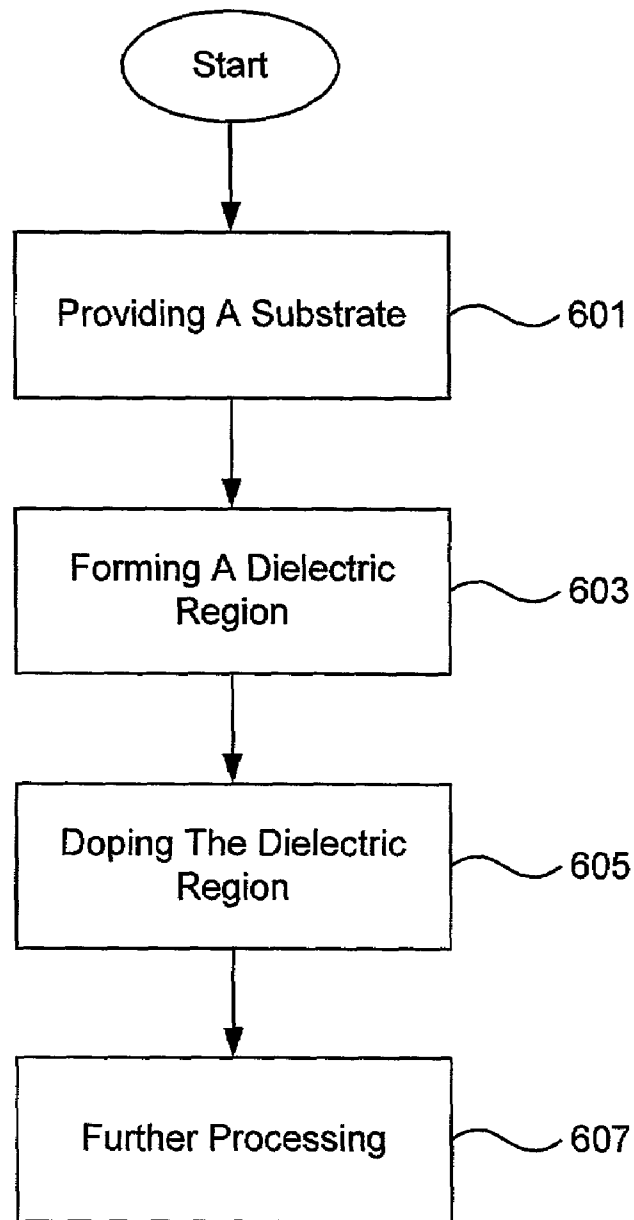 Start
Providing A Substrate
601
Forming A Dielectric
Region
603
Doping The Dielectric
Region
605
Further Processing
607